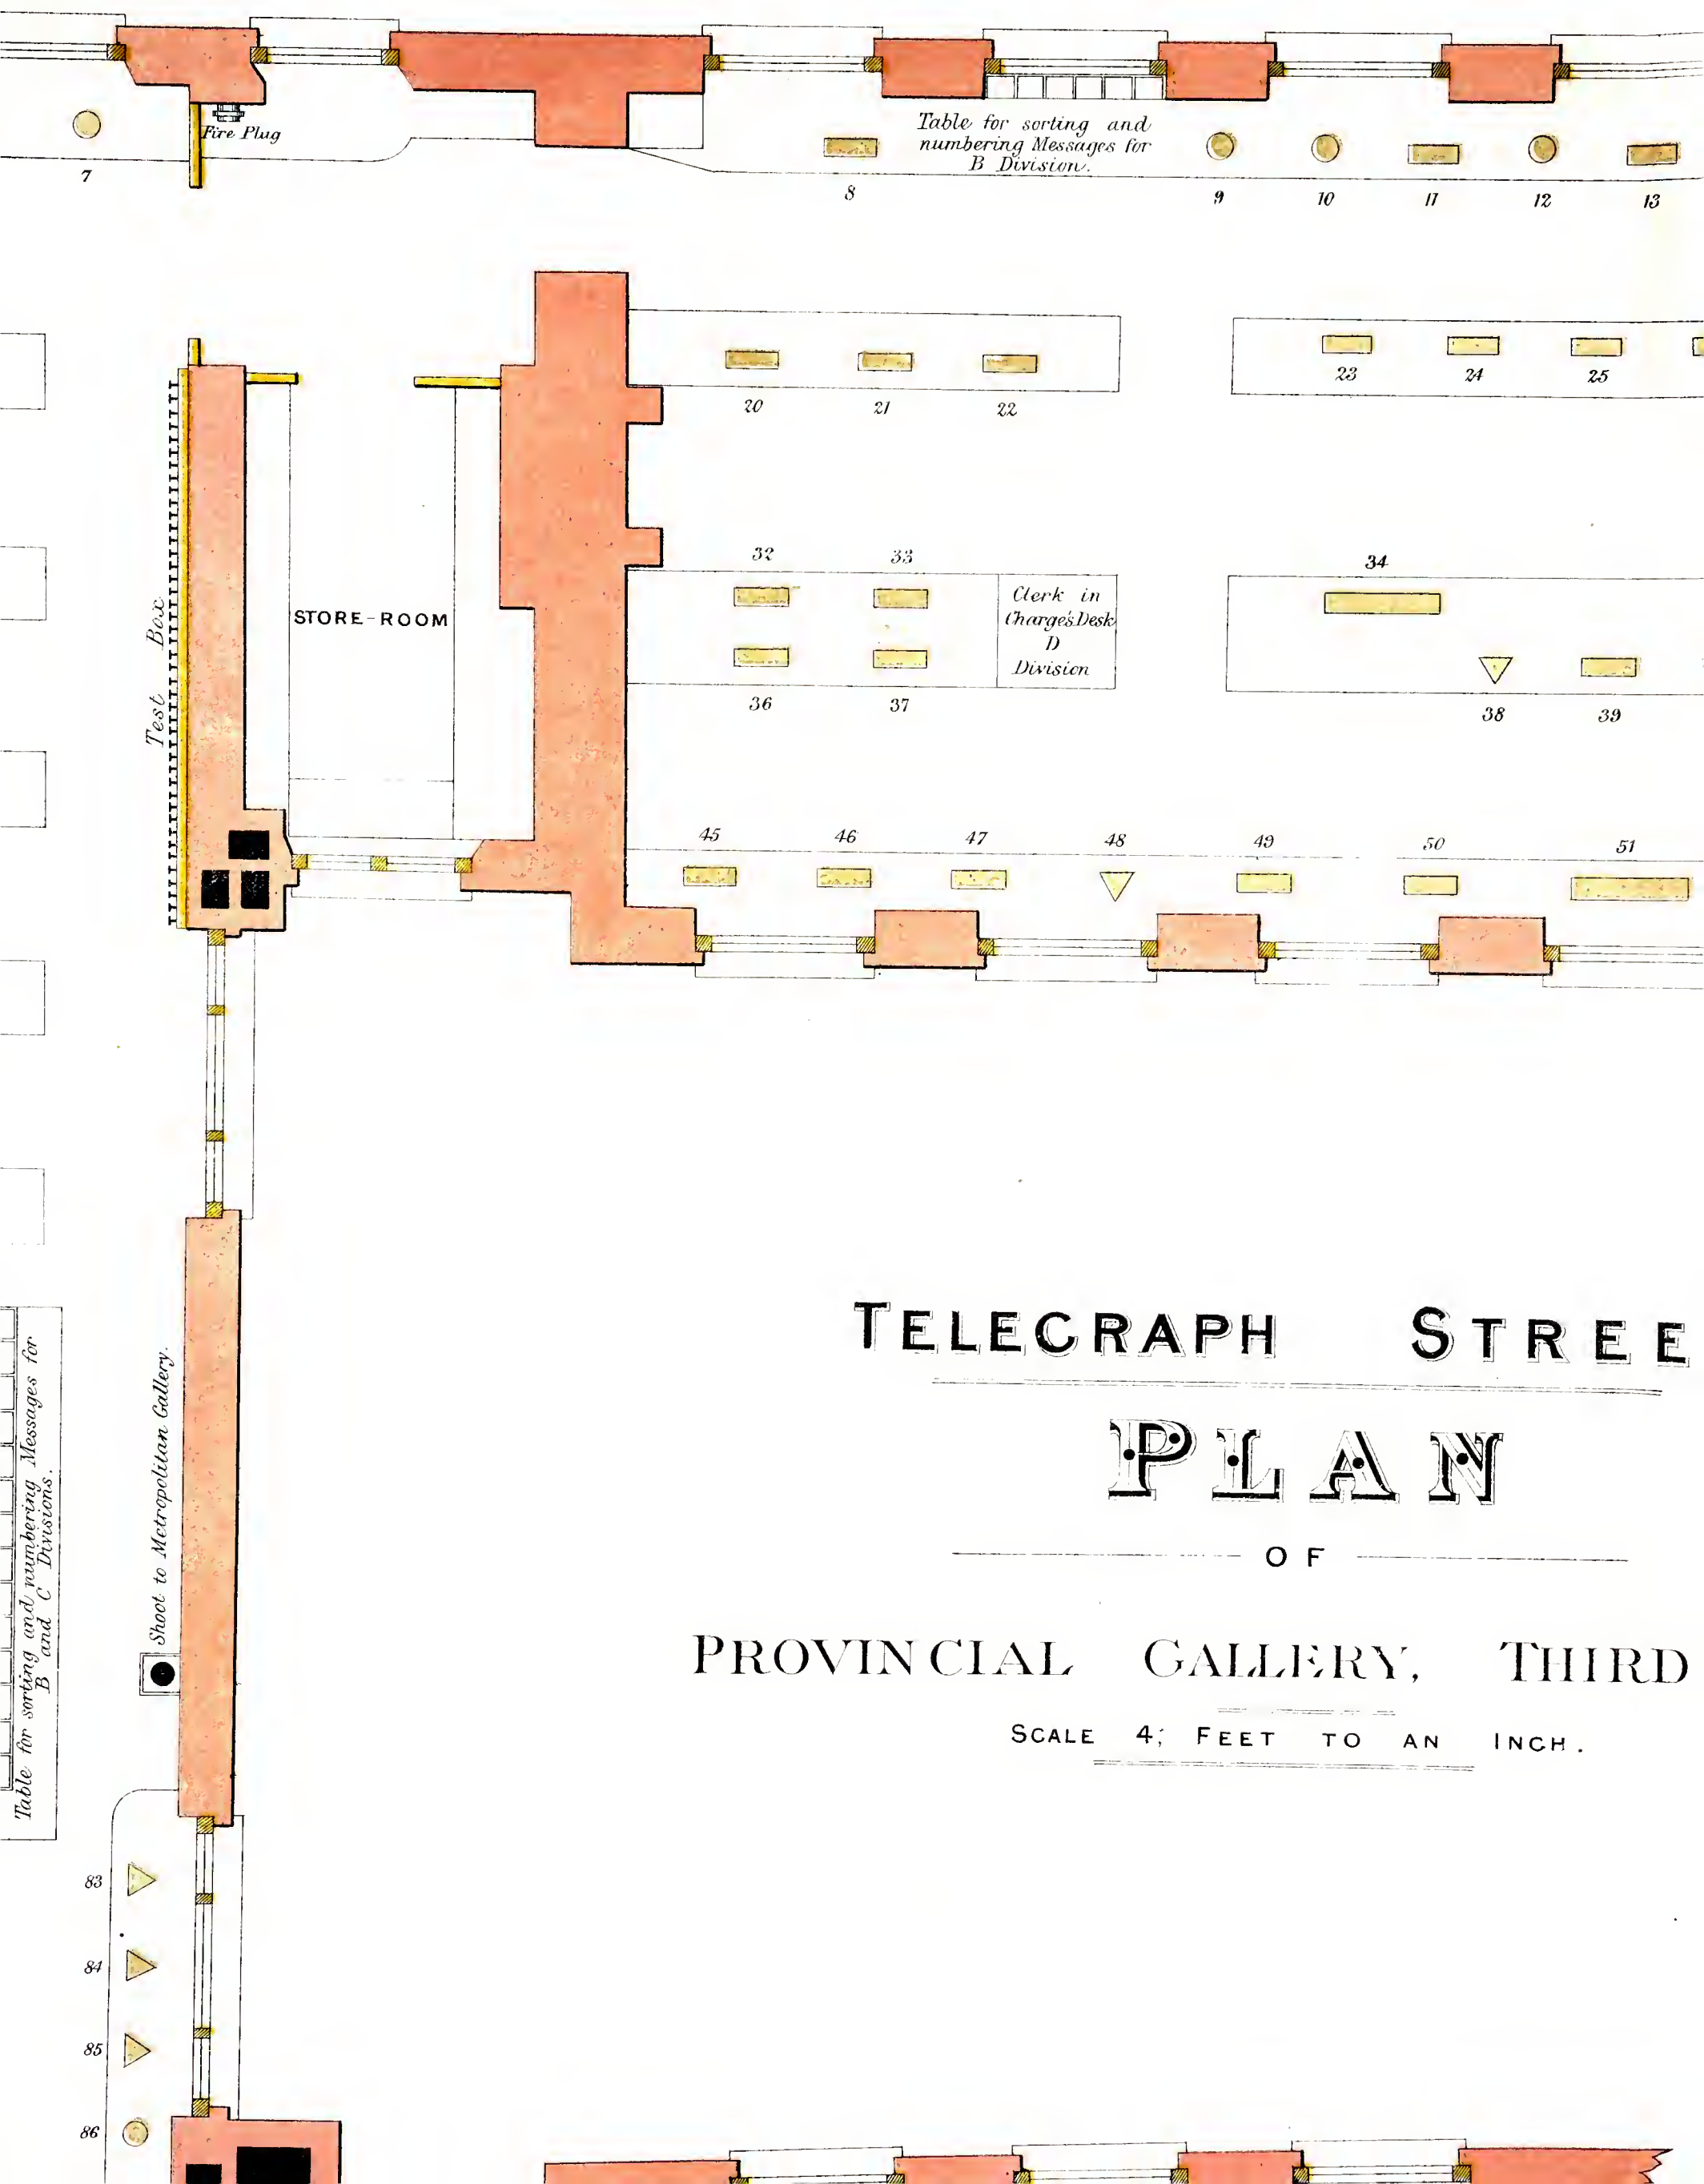 Fire Plug
7
Table for sorting and
numbering Messages for
B Division.
8
9
10
11
12
13
20
21
22
23
24
25
Test Box
STORE-ROOM
32
33
34
Clerk in
Charge's Desk
D
Division
36
37
38
39
45
46
47
48
49
50
51
TELEGRAPH STREE
PLAN
OF
PROVINCIAL GALLERY, THIRD
SCALE 4; FEET TO AN INCH.
Shoot to Metropolitan Gallery.
Table for sorting and numbering Messages for
B and C Divisions.
83
84
85
86